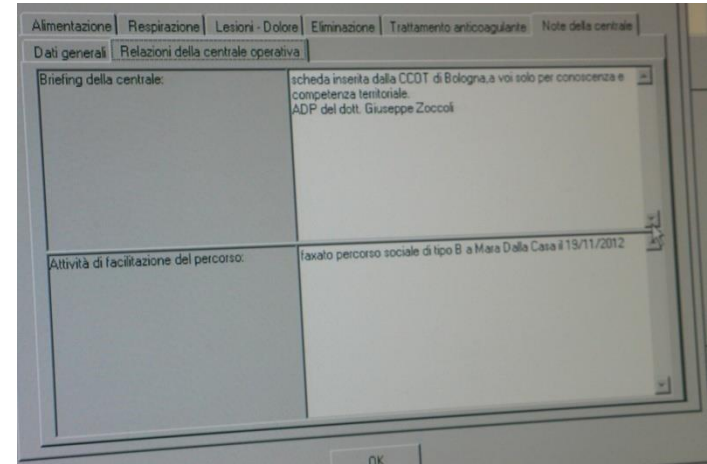 Alimentazione Respirazione Lesioni - Dolore Eliminazione Trattamento anticoagulante Note della centrale
Dati generali Relazioni della centrale operativa
Briefing della centrale:
scheda inserita dalla CCOT di Bologna,a voi solo per conoscenza e
competenza territoriale.
ADP del dott. Giuseppe Zoccoli
Attività di facilitazione del percorso:
faxato percorso sociale di tipo B a Mara Dalla Casa il 19/11/2012
OK